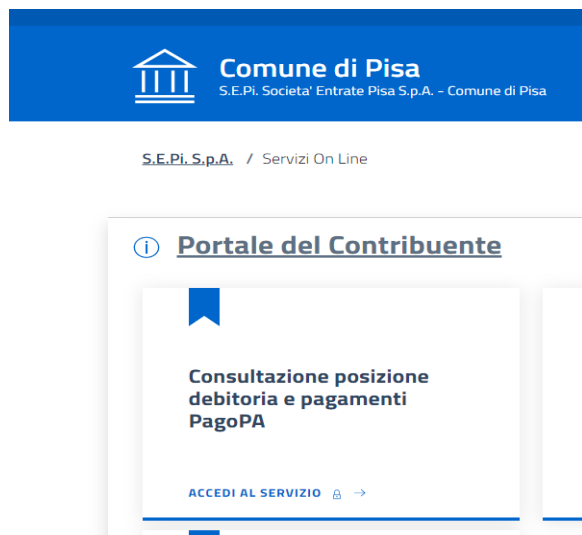 Comune di Pisa
S.E.Pi. Societa' Entrate Pisa S.p.A. - Comune di Pisa
S.E.Pi. S.p.A. / Servizi On Line
Portale del Contribuente
Consultazione posizione
debitoria e pagamenti
PagoPA
ACCEDI AL SERVIZIO